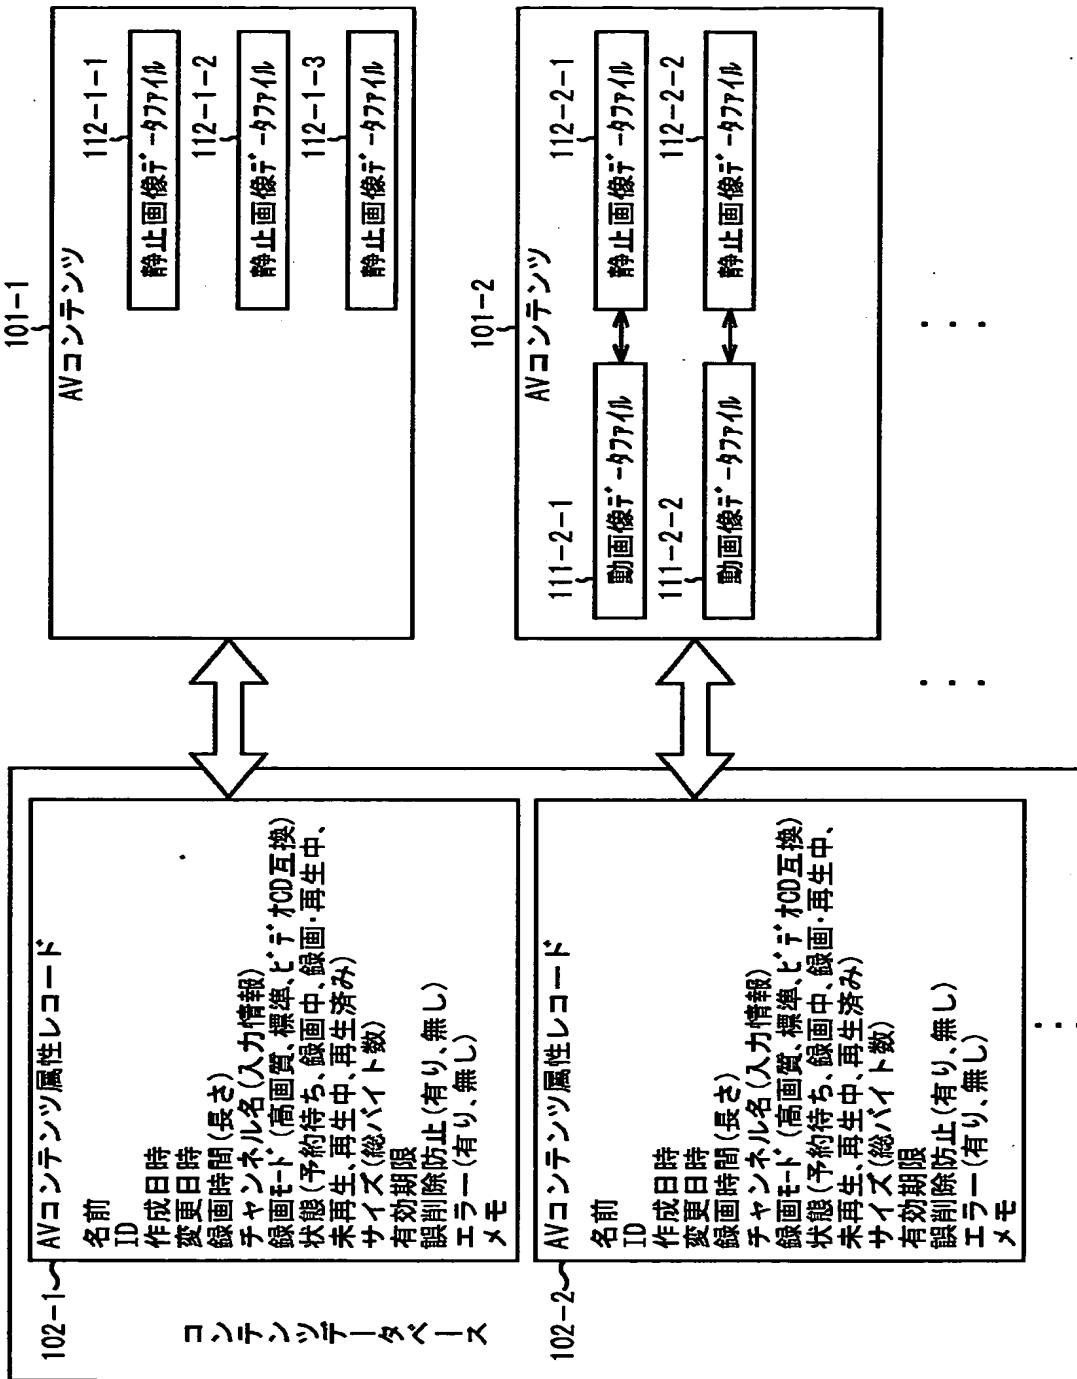 コンテンツデータベース
102-1
AVコンテンツ属性レコード
名前
ID
作成日時
変更日時
録画時間(長さ)
チャンネル名(入力情報)
録画ﾓｰﾄﾞ(高画質、標準、ﾋﾞﾃﾞｵCD互換)
状態(予約待ち、録画中、録画・再生中、
未再生、再生中、再生済み)
サイズ(総バイト数)
有効期限
誤削除防止(有り、無し)
エラー(有り、無し)
メモ
102-2
AVコンテンツ属性レコード
名前
ID
作成日時
変更日時
録画時間(長さ)
チャンネル名(入力情報)
録画ﾓｰﾄﾞ(高画質、標準、ﾋﾞﾃﾞｵCD互換)
状態(予約待ち、録画中、録画・再生中、
未再生、再生中、再生済み)
サイズ(総バイト数)
有効期限
誤削除防止(有り、無し)
エラー(有り、無し)
メモ
101-1
AVコンテンツ
112-1-1
静止画像ﾃﾞｰﾀﾌｧｲﾙ
112-1-2
静止画像ﾃﾞｰﾀﾌｧｲﾙ
112-1-3
静止画像ﾃﾞｰﾀﾌｧｲﾙ
101-2
AVコンテンツ
111-2-1
動画像ﾃﾞｰﾀﾌｧｲﾙ
112-2-1
静止画像ﾃﾞｰﾀﾌｧｲﾙ
111-2-2
動画像ﾃﾞｰﾀﾌｧｲﾙ
112-2-2
静止画像ﾃﾞｰﾀﾌｧｲﾙ